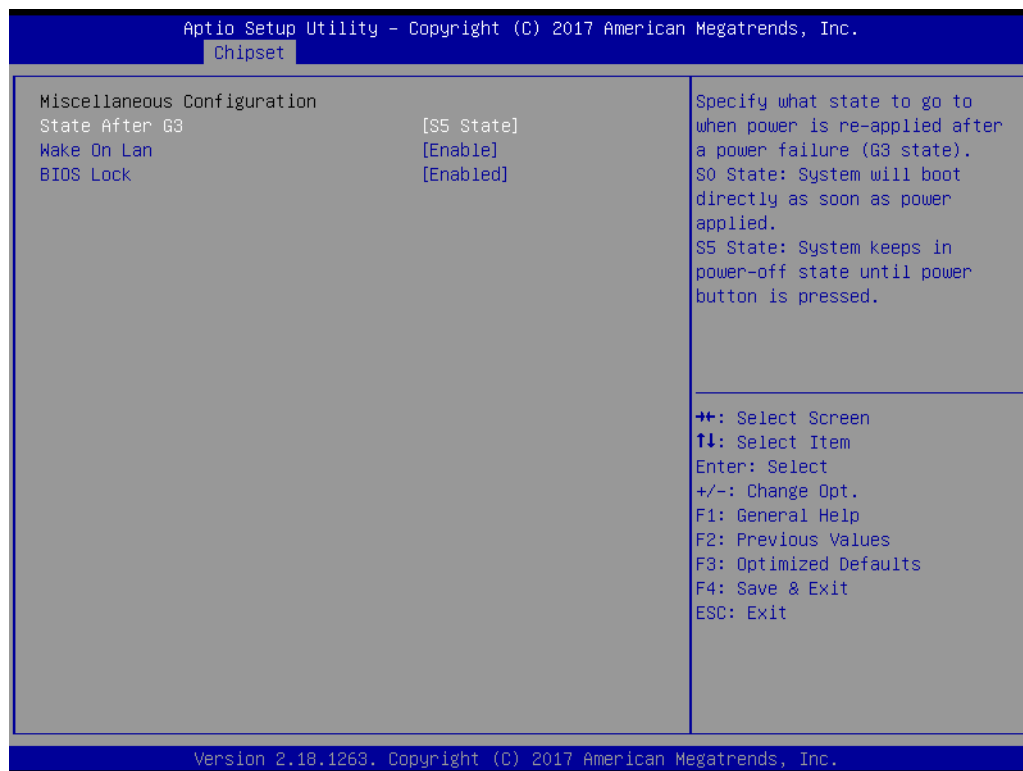 Aptio Setup Utility – Copyright (C) 2017 American Megatrends, Inc.
Chipset
Miscellaneous Configuration
State After G3 [S5 State]
Wake On Lan [Enable]
BIOS Lock [Enabled]
Specify what state to go to
when power is re-applied after
a power failure (G3 state).
S0 State: System will boot
directly as soon as power
applied.
S5 State: System keeps in
power-off state until power
button is pressed.
→←: Select Screen
↑↓: Select Item
Enter: Select
+/-: Change Opt.
F1: General Help
F2: Previous Values
F3: Optimized Defaults
F4: Save & Exit
ESC: Exit
Version 2.18.1263. Copyright (C) 2017 American Megatrends, Inc.